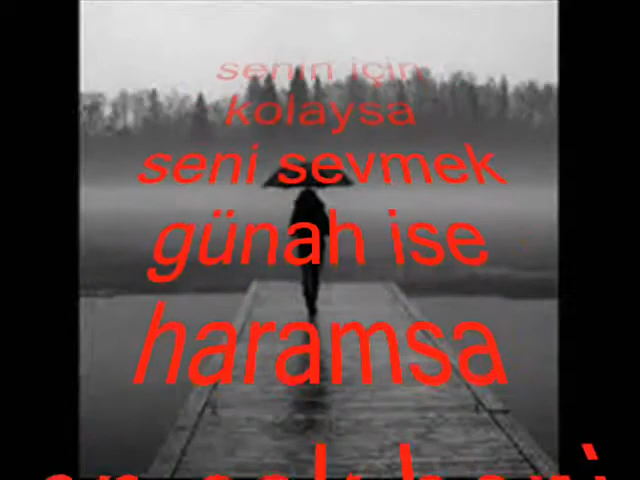 senin için
kolaysa
seni sevmek
günah ise
haramsa